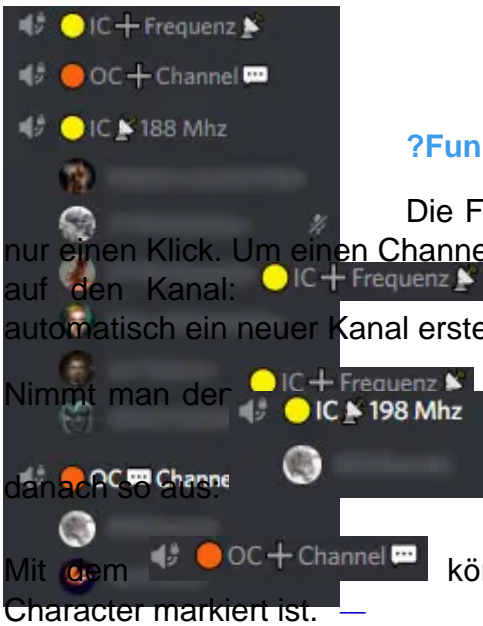 IC + Frequenz
OC + Channel
IC 188 Mhz
?Fun
Die F
nur einen Klick. Um einen Channe
auf den Kanal: IC + Frequenz
automatisch ein neuer Kanal erste
Nimmt man der IC + Frequenz
IC 198 Mhz
OC Channe
danach so aus:
Mit dem OC + Channel kön
Character markiert ist.